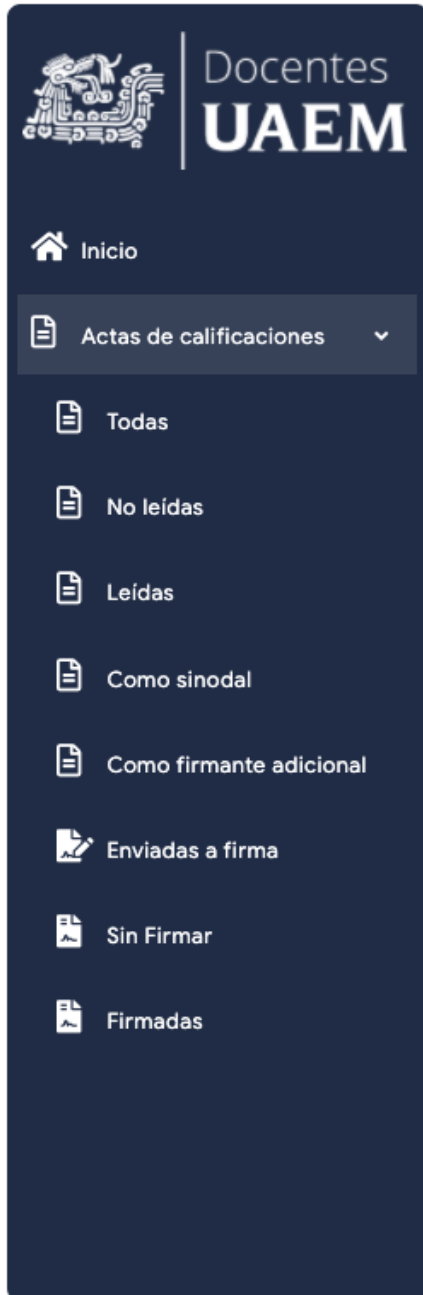 Docentes
UAEM
Inicio
Actas de calificaciones
Todas
No leídas
Leídas
Como sinodal
Como firmante adicional
Enviadas a firma
Sin Firmar
Firmadas